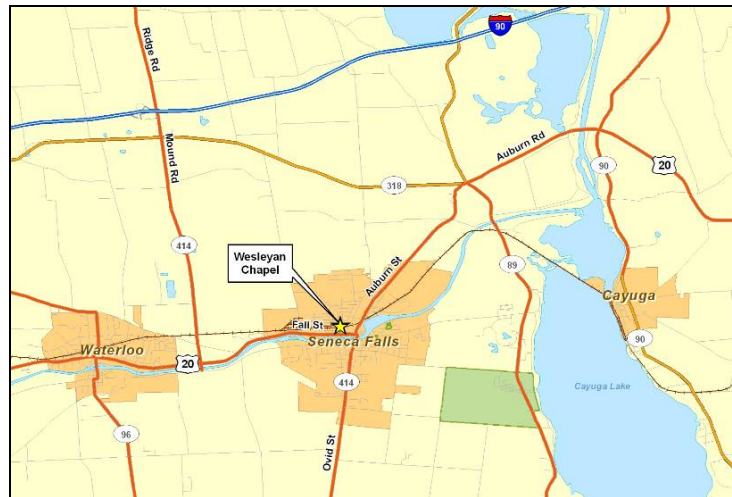 90
Ridge Rd
Mound Rd
Auburn Rd
90
20
318
414
Wesleyan
Chapel
Auburn St
89
Cayuga
Fall St
Seneca Falls
Waterloo
20
90
414
Cayuga Lake
96
Ovid St